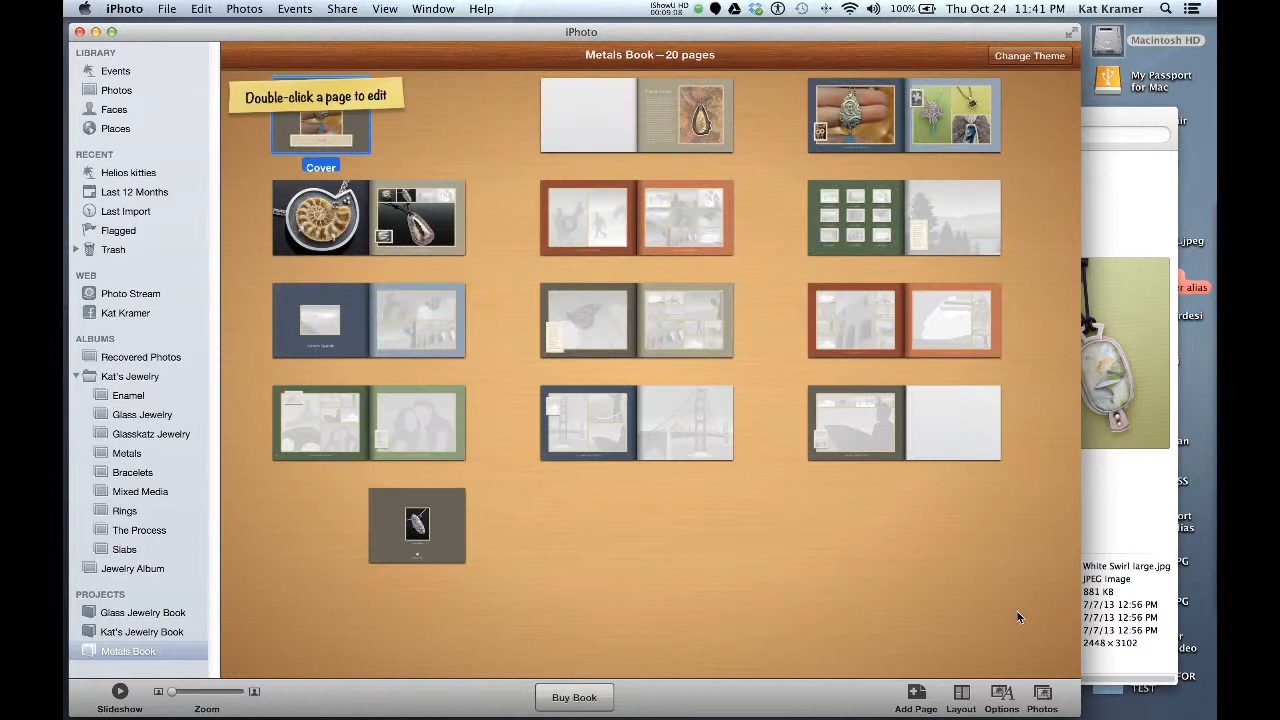 iPhoto File Edit Photos Events Share View Window Help
iShowU HD
00:09:08
100%
Thu Oct 24 11:41 PM Kat Kramer
iPhoto
Metals Book—20 pages
Change Theme
Macintosh HD
My Passport
for Mac
LIBRARY
Events
Photos
Faces
Places
RECENT
Helios kitties
Last 12 Months
Last Import
Flagged
Trash
WEB
Photo Stream
Kat Kramer
ALBUMS
Recovered Photos
Kat's Jewelry
Enamel
Glass Jewelry
Glasskatz Jewelry
Metals
Bracelets
Mixed Media
Rings
The Process
Slabs
Jewelry Album
PROJECTS
Glass Jewelry Book
Kat's Jewelry Book
Metals Book
Double-click a page to edit
Cover
White Swirl large.jpg
JPEG image
881 KB
7/7/13 12:56 PM
7/7/13 12:56 PM
7/7/13 12:56 PM
2448 × 3102
TEST
Slideshow
Zoom
Buy Book
Add Page
Layout
Options
Photos